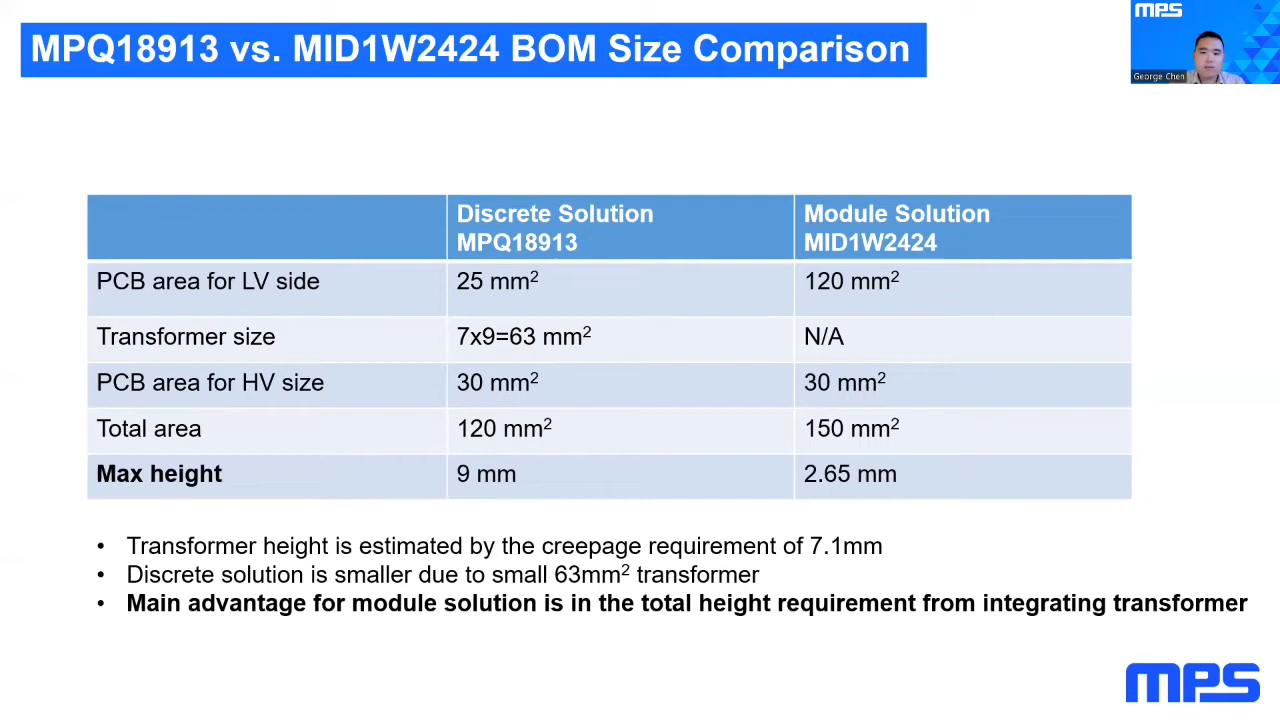 MPQ18913 vs. MID1W2424 BOM Size Comparison
MPS
George Chen
Discrete Solution
MPQ18913
Module Solution
MID1W2424
PCB area for LV side
25 mm²
120 mm²
Transformer size
7x9=63 mm²
N/A
PCB area for HV size
30 mm²
30 mm²
Total area
120 mm²
150 mm²
Max height
9 mm
2.65 mm
• Transformer height is estimated by the creepage requirement of 7.1mm
• Discrete solution is smaller due to small 63mm² transformer
• Main advantage for module solution is in the total height requirement from integrating transformer
MPS